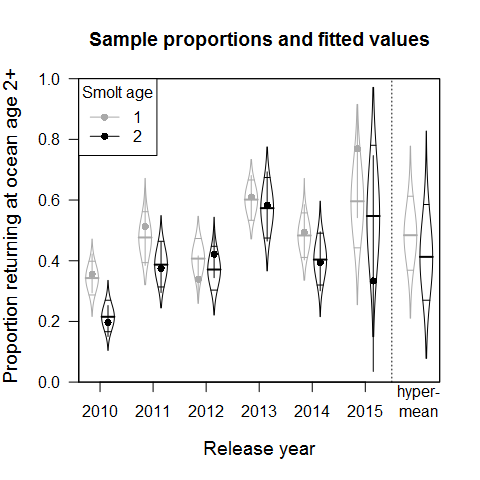 Sample proportions and fitted values
Proportion returning at ocean age 2+
1.0
0.8
0.6
0.4
0.2
0.0
Smolt age
1
2
2010 2011 2012 2013 2014 2015 hyper-
mean
Release year